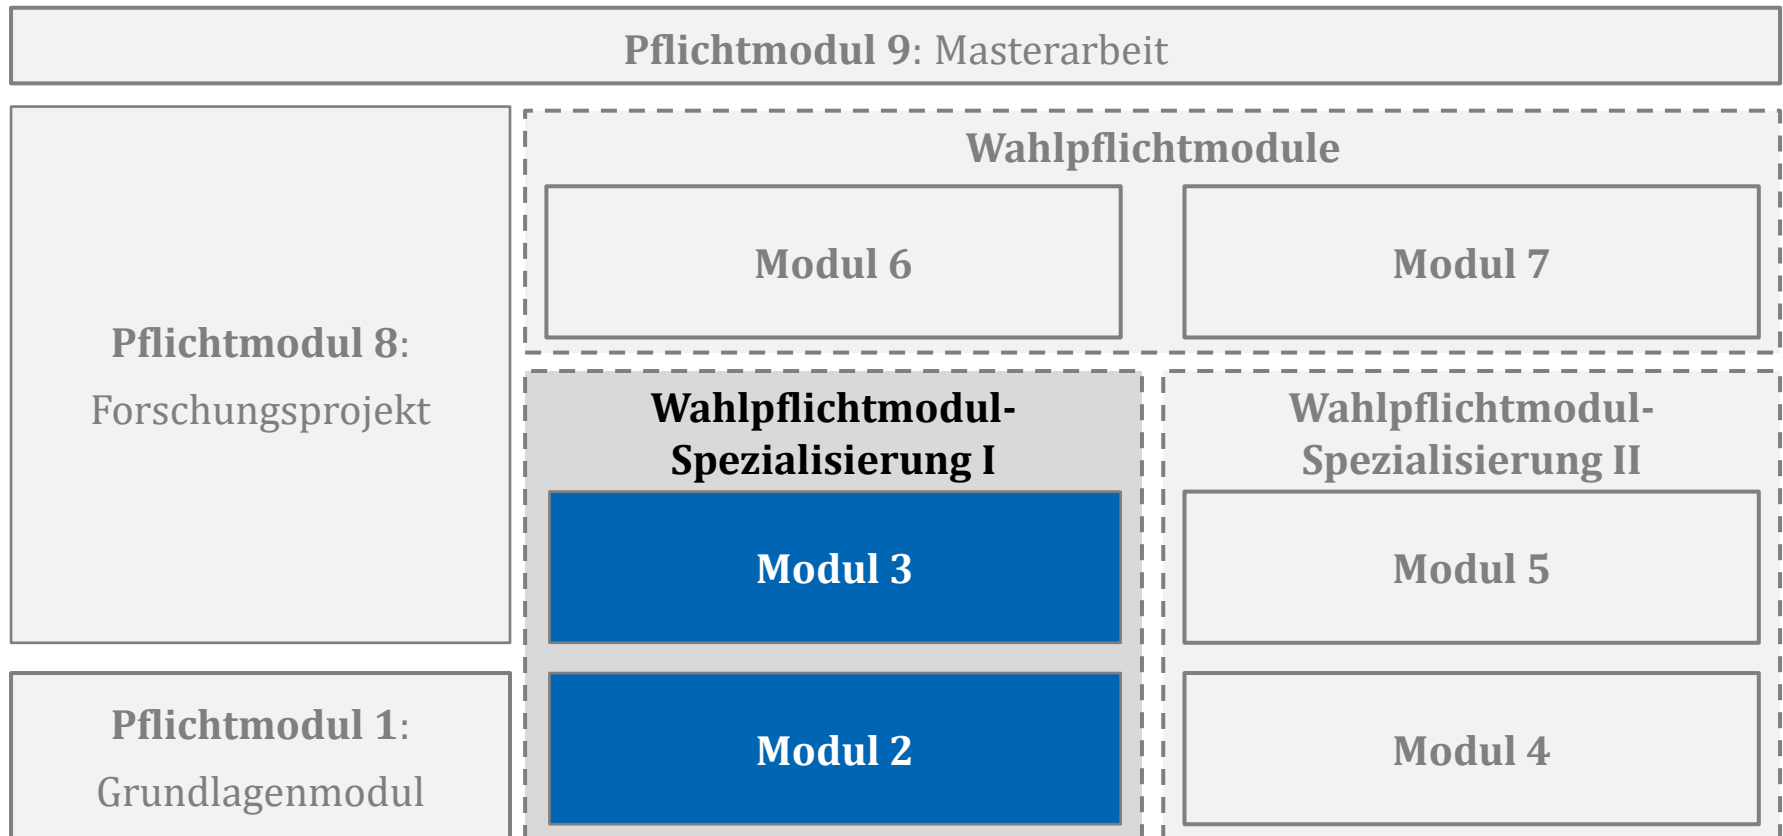 Pflichtmodul 9: Masterarbeit
Pflichtmodul 8:
Forschungsprojekt
Wahlpflichtmodule
Modul 6
Modul 7
Wahlpflichtmodul-
Spezialisierung I
Modul 3
Modul 2
Wahlpflichtmodul-
Spezialisierung II
Modul 5
Modul 4
Pflichtmodul 1:
Grundlagenmodul